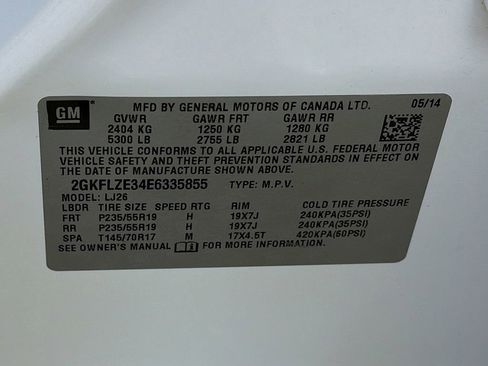 GM
MFD BY GENERAL MOTORS OF CANADA LTD. 05/14
GVWR GAWR FRT GAWR RR
2404 KG 1250 KG 1280 KG
5300 LB 2755 LB 2821 LB
THIS VEHICLE CONFORMS TO ALL APPLICABLE U.S. FEDERAL MOTOR
VEHICLE SAFETY AND THEFT PREVENTION STANDARDS IN EFFECT ON
THE DATE OF MANUFACTURE SHOWN ABOVE.
2GKFLZE34E6335855 TYPE: M.P.V.
MODEL: LJ26
LBDR TIRE SIZE SPEED RTG RIM COLD TIRE PRESSURE
FRT P235/55R19 H 19X7J 240KPA(35PSI)
RR P235/55R19 H 19X7J 240KPA(35PSI)
SPA T145/70R17 M 17X4.5T 420KPA(60PSI)
SEE OWNER'S MANUAL FOR MORE INFORMATION